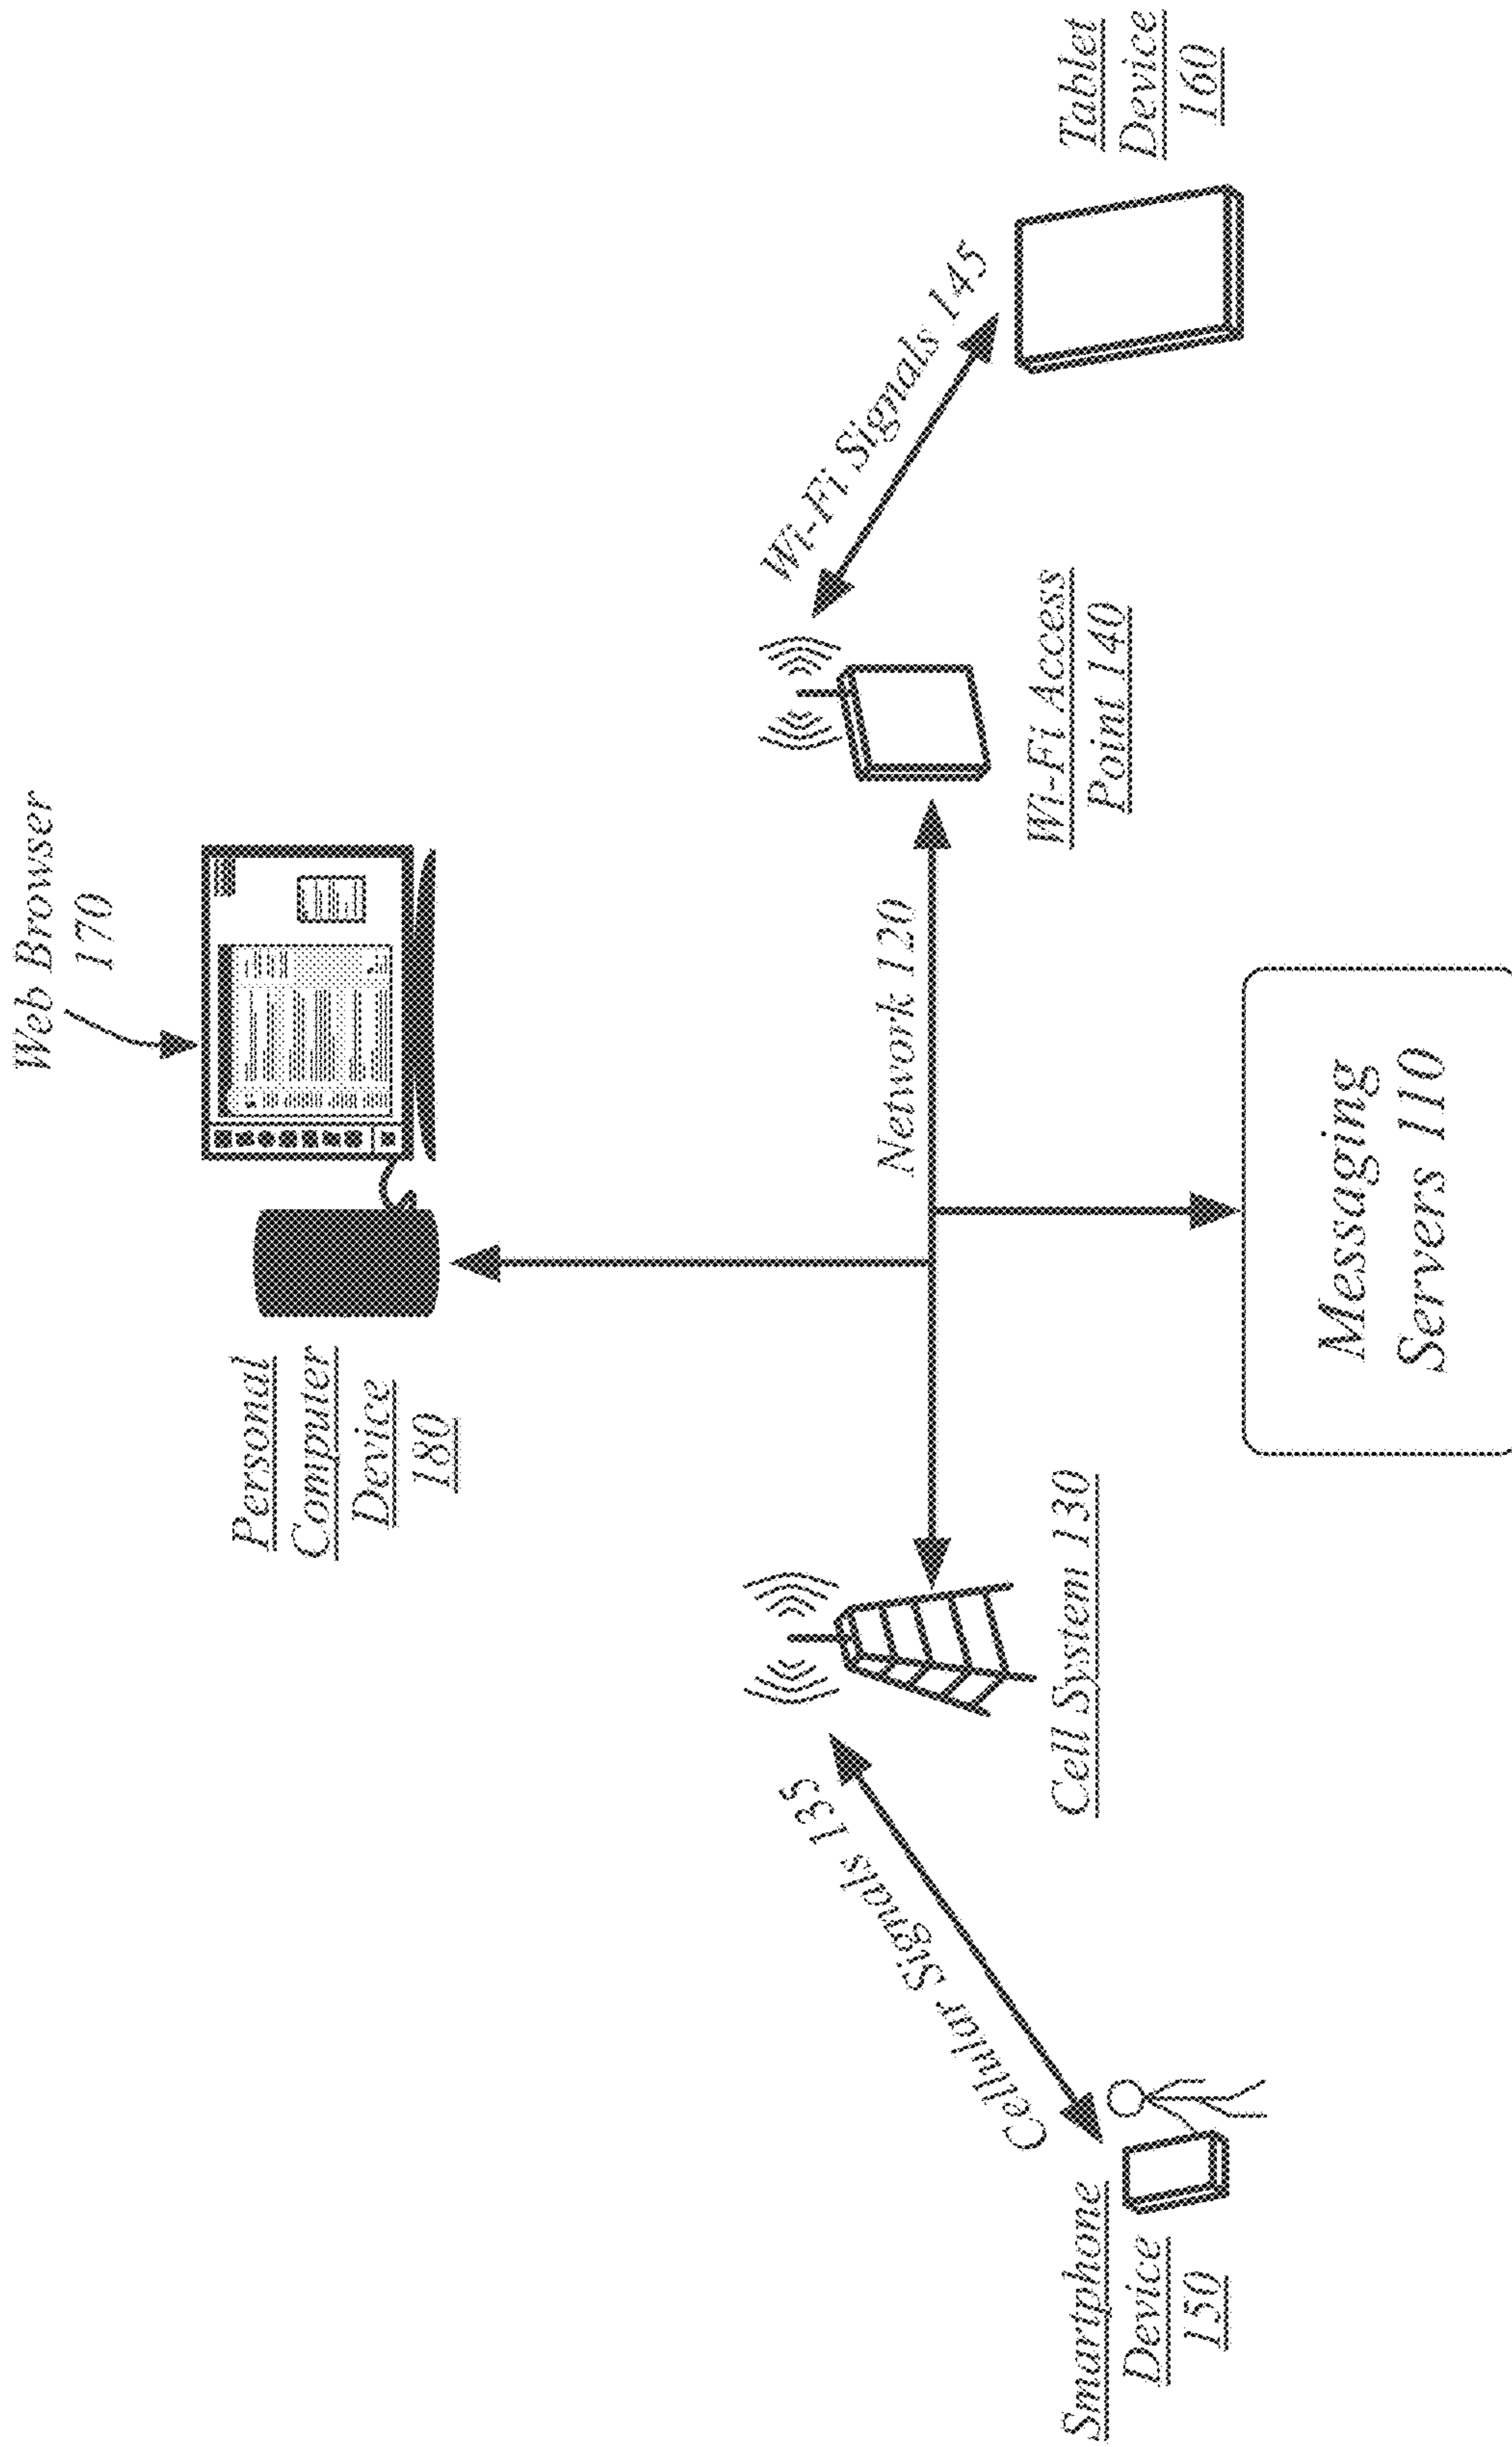 Web Browser
170
Personal
Computer
Device
180
Cellular Signals 135
Wi-Fi Signals 145
Network 120
Smartphone
Device
150
Cell System 130
Wi-Fi Access
Point 140
Tablet
Device
160
Messaging
Servers 110